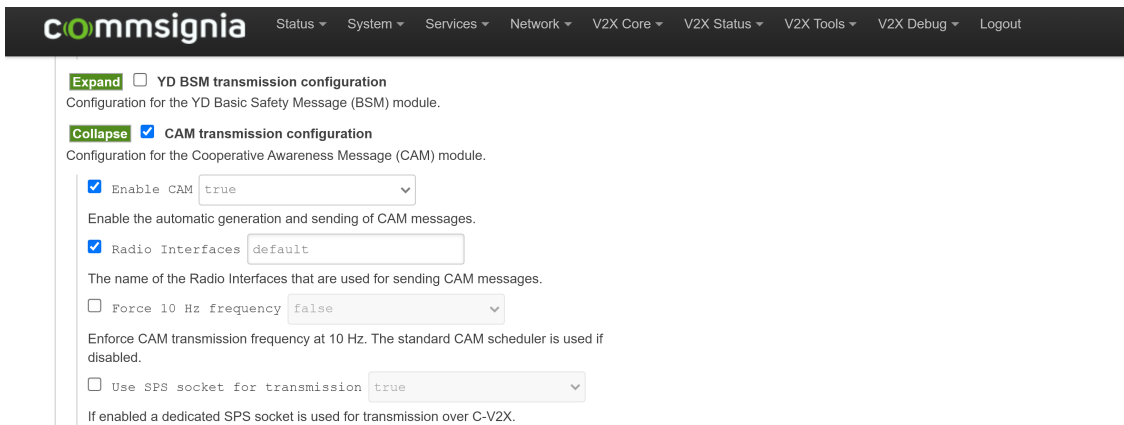 commsignia Status System Services Network V2X Core V2X Status V2X Tools V2X Debug Logout
Expand YD BSM transmission configuration
Configuration for the YD Basic Safety Message (BSM) module.
Collapse CAM transmission configuration
Configuration for the Cooperative Awareness Message (CAM) module.
Enable CAM true
Enable the automatic generation and sending of CAM messages.
Radio Interfaces default
The name of the Radio Interfaces that are used for sending CAM messages.
Force 10 Hz frequency false
Enforce CAM transmission frequency at 10 Hz. The standard CAM scheduler is used if
disabled.
Use SPS socket for transmission true
If enabled a dedicated SPS socket is used for transmission over C-V2X.